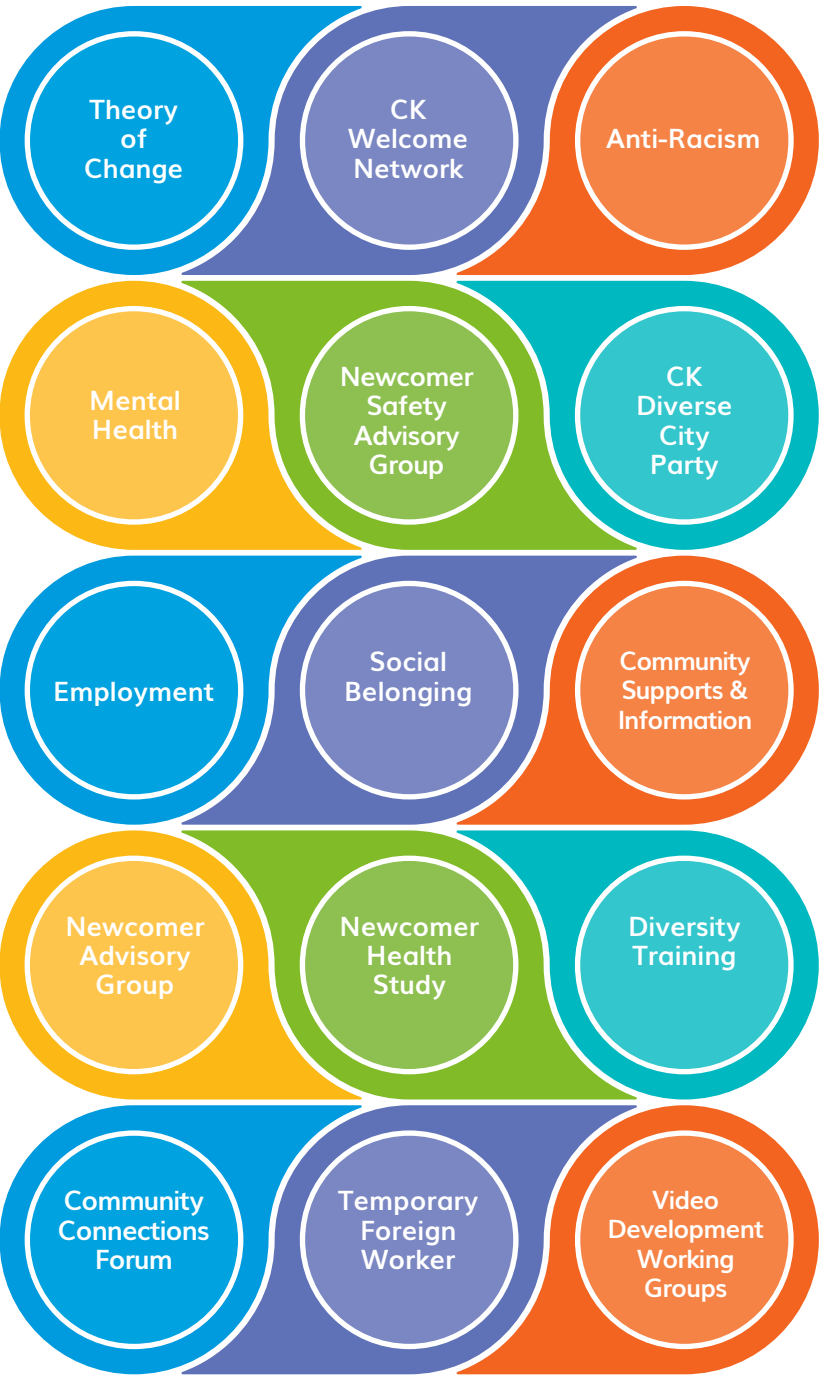 Theory
of
Change
CK
Welcome
Network
Anti-Racism
Mental
Health
Newcomer
Safety
Advisory
Group
CK
Diverse
City
Party
Employment
Social
Belonging
Community
Supports &
Information
Newcomer
Advisory
Group
Newcomer
Health
Study
Diversity
Training
Community
Connections
Forum
Temporary
Foreign
Worker
Video
Development
Working
Groups